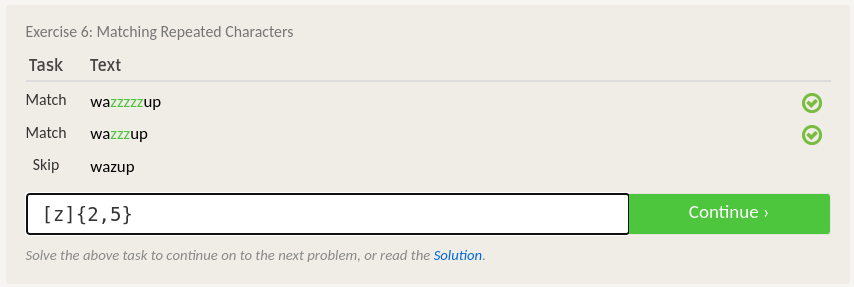 Exercise 6: Matching Repeated Characters
Task Text
Match wazzzzzup
Match wazzzup
Skip wazup
[z]{2,5} Continue ›
Solve the above task to continue on to the next problem, or read the Solution.